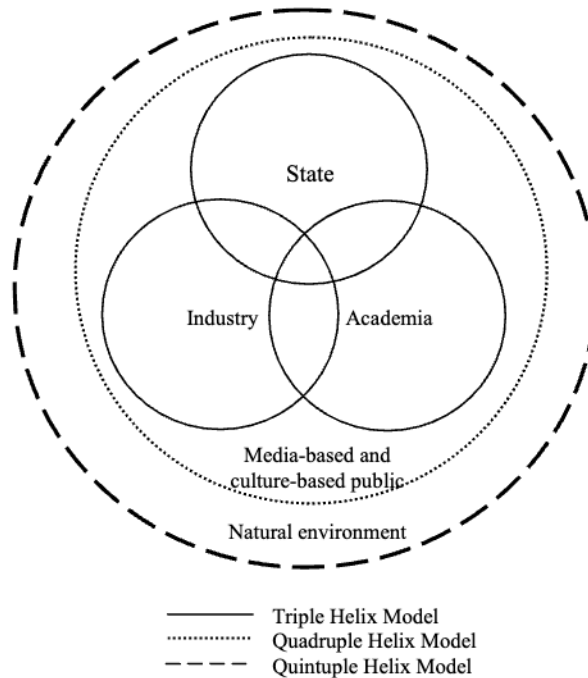 State
Industry
Academia
Media-based and
culture-based public
Natural environment
Triple Helix Model
Quadruple Helix Model
Quintuple Helix Model